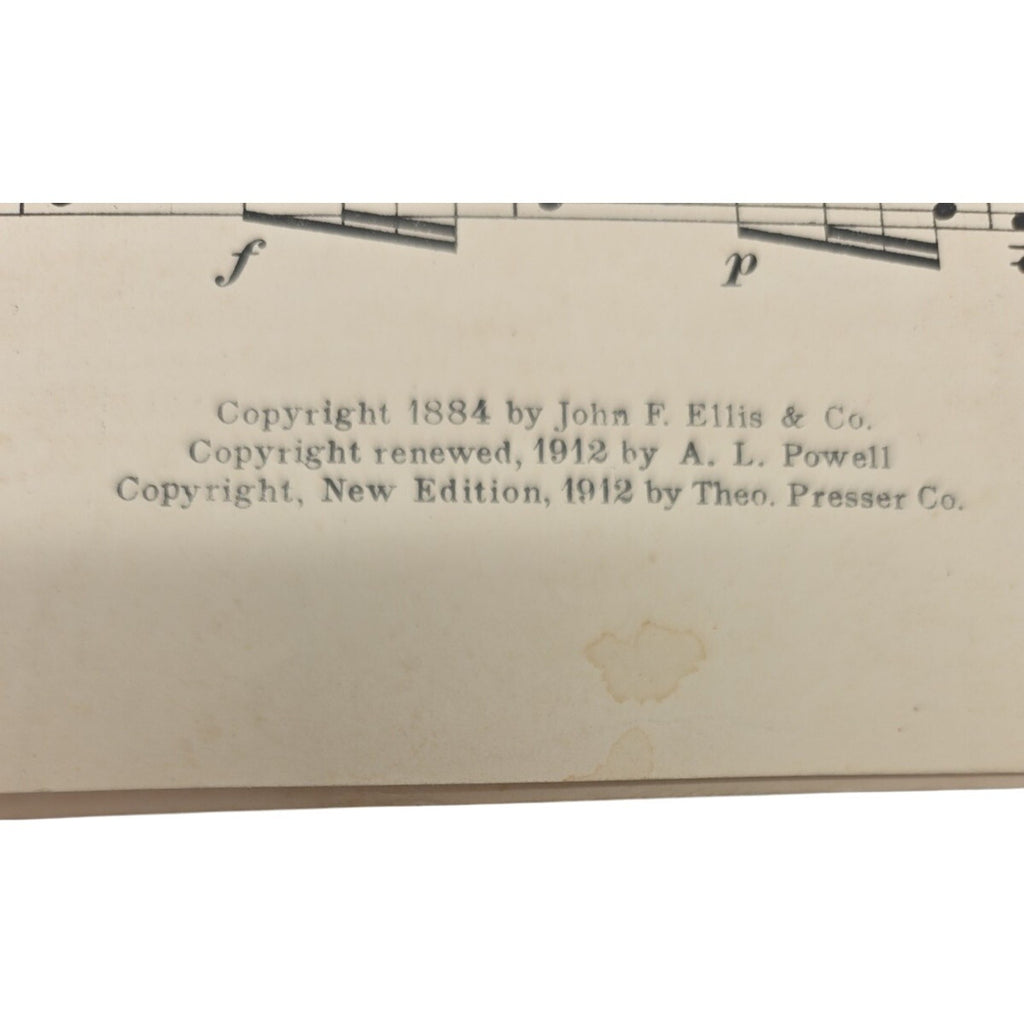 f p
Copyright 1884 by John F. Ellis & Co.
Copyright renewed, 1912 by A. L. Powell
Copyright, New Edition, 1912 by Theo. Presser Co.